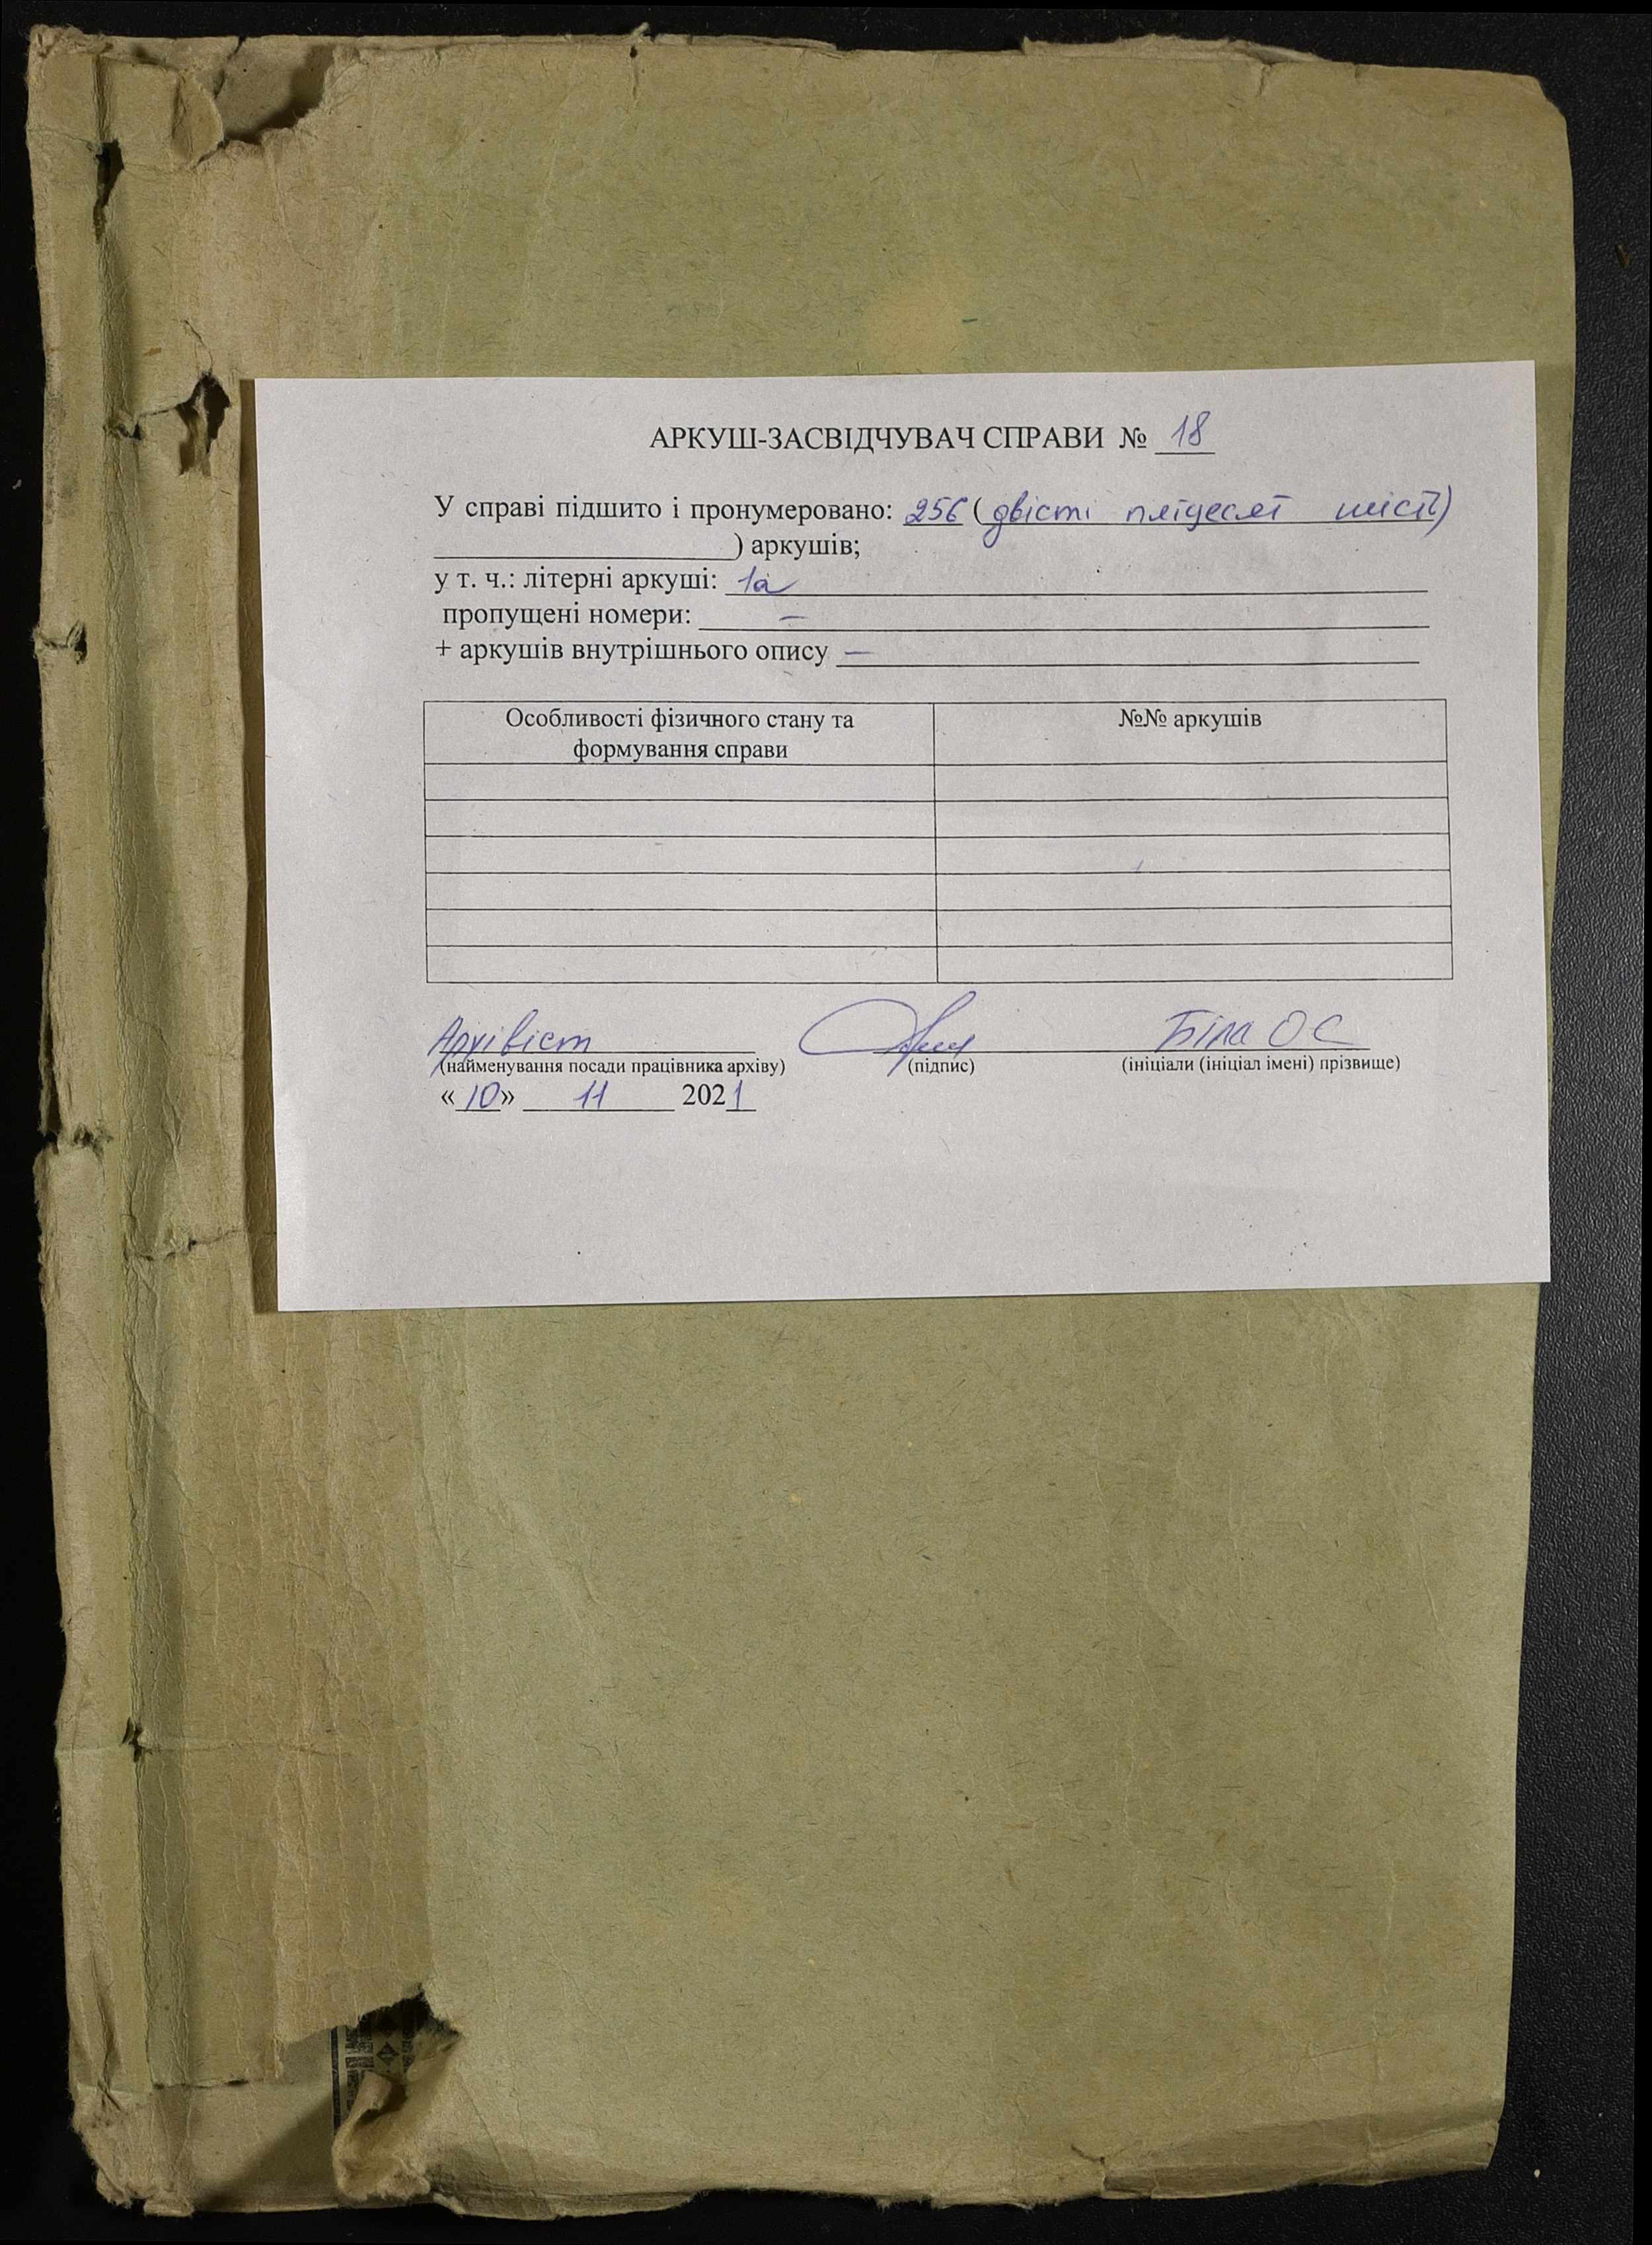 АРКУШ-ЗАСВІДЧУВАЧ СПРАВИ № 18
У справі підшито і пронумеровано: 256 (двісті пятдесят шість)
) аркушів;
у т. ч.: літерні аркуші: 1а
пропущені номери: —
+ аркушів внутрішнього опису —
Особливості фізичного стану та формування справи
№№ аркушів
Архівіст Біла О С
(найменування посади працівника архіву) (підпис) (ініціали (ініціал імені) прізвище)
« 10 » 11 2021